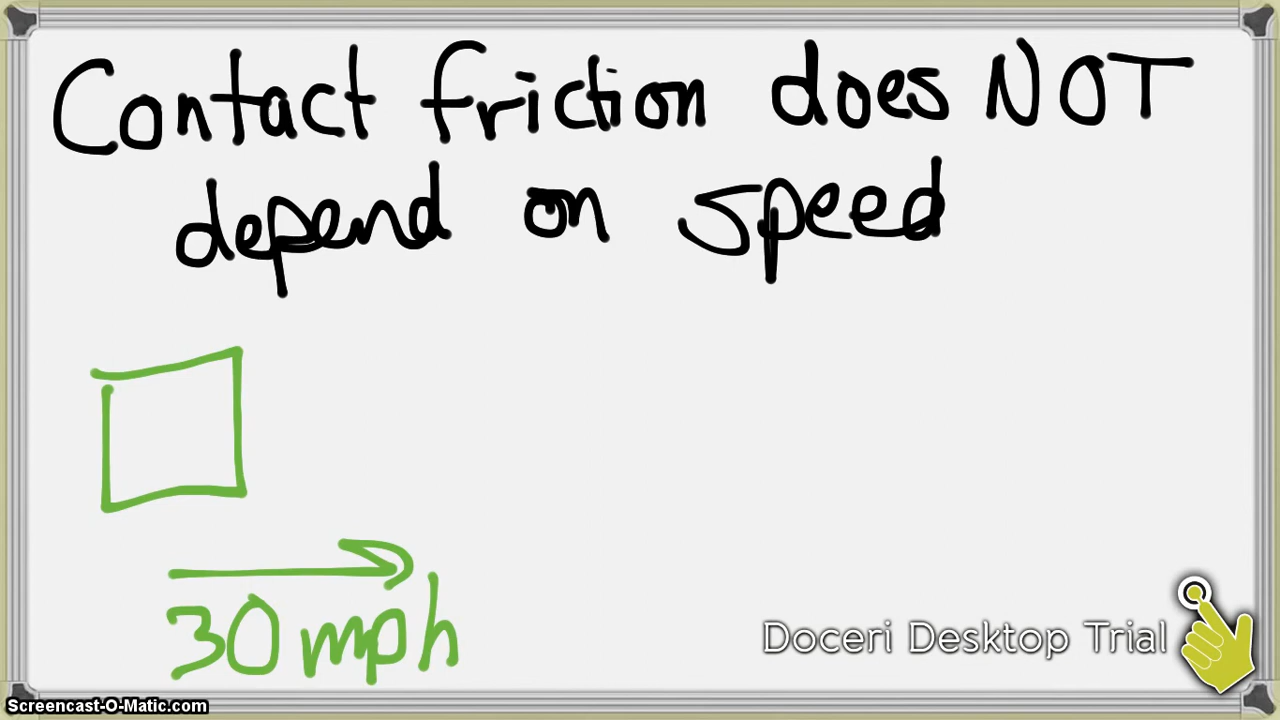 Contact friction does NOT
depend on speed
30 mph
Doceri Desktop Trial
Screencast-O-Matic.com